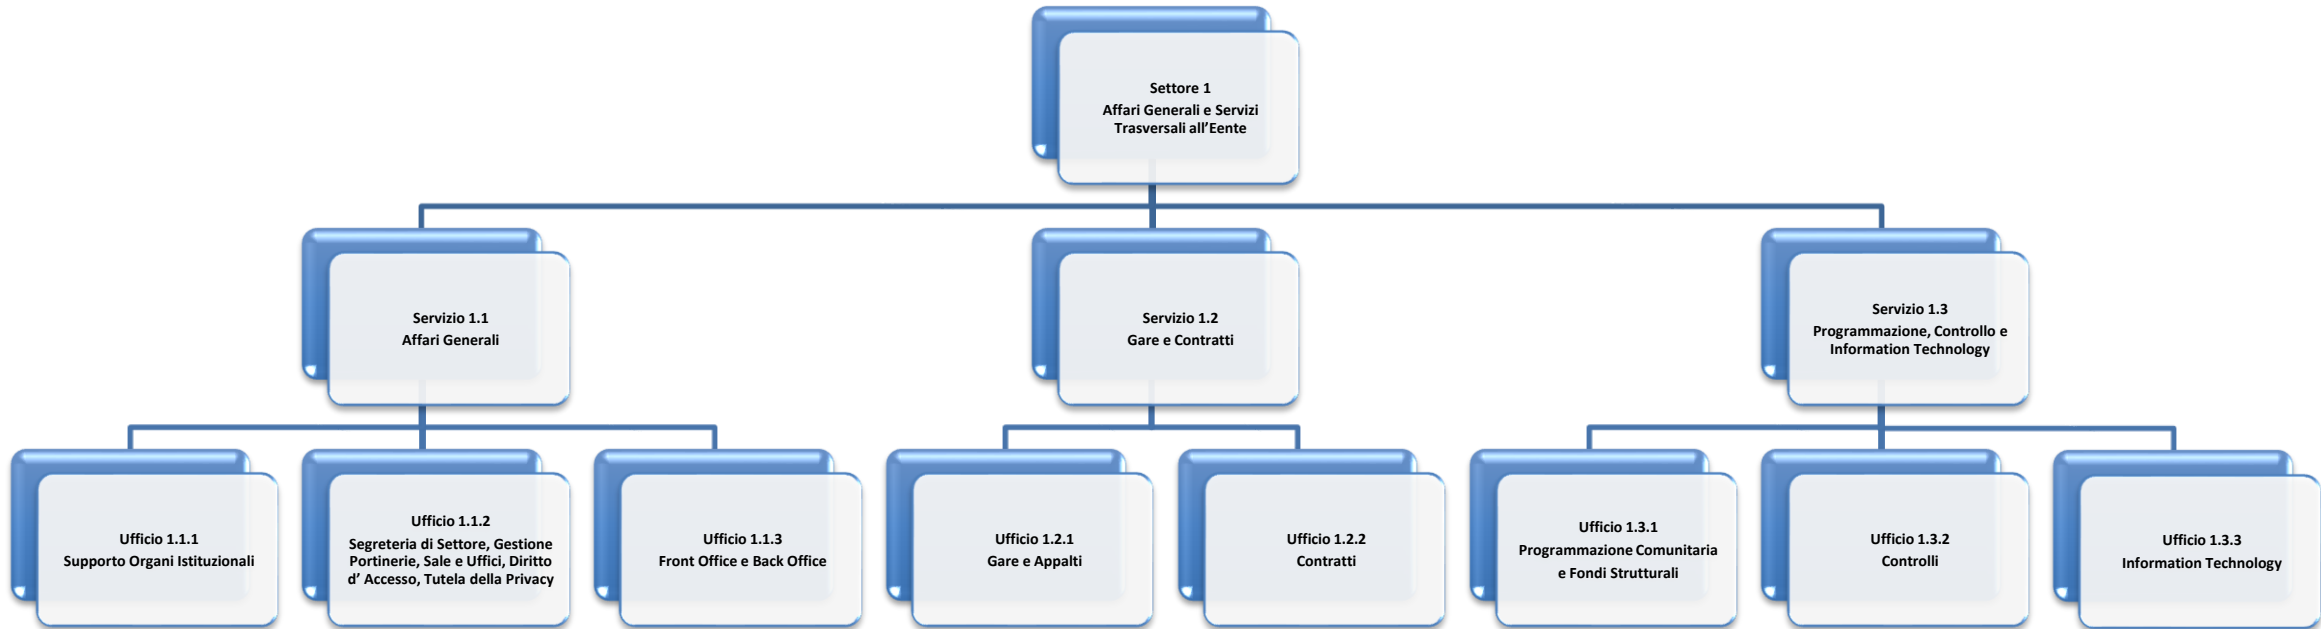 Settore 1
Affari Generali e Servizi
Trasversali all’Eente
Servizio 1.1
Affari Generali
Servizio 1.2
Gare e Contratti
Servizio 1.3
Programmazione, Controllo e
Information Technology
Ufficio 1.1.1
Supporto Organi Istituzionali
Ufficio 1.1.2
Segreteria di Settore, Gestione
Portinerie, Sale e Uffici, Diritto
d’ Accesso, Tutela della Privacy
Ufficio 1.1.3
Front Office e Back Office
Ufficio 1.2.1
Gare e Appalti
Ufficio 1.2.2
Contratti
Ufficio 1.3.1
Programmazione Comunitaria
e Fondi Strutturali
Ufficio 1.3.2
Controlli
Ufficio 1.3.3
Information Technology